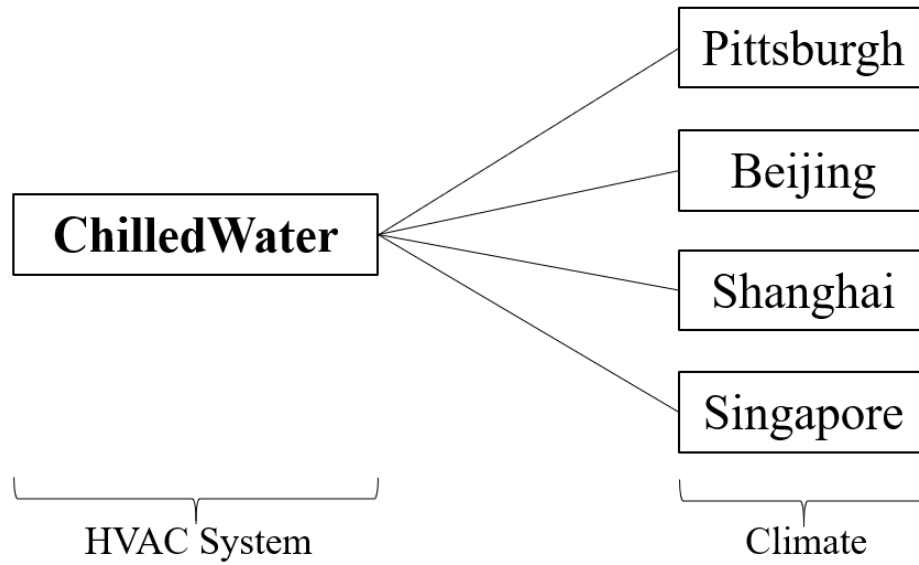 Pittsburgh
Beijing
ChilledWater
Shanghai
Singapore
HVAC System
Climate